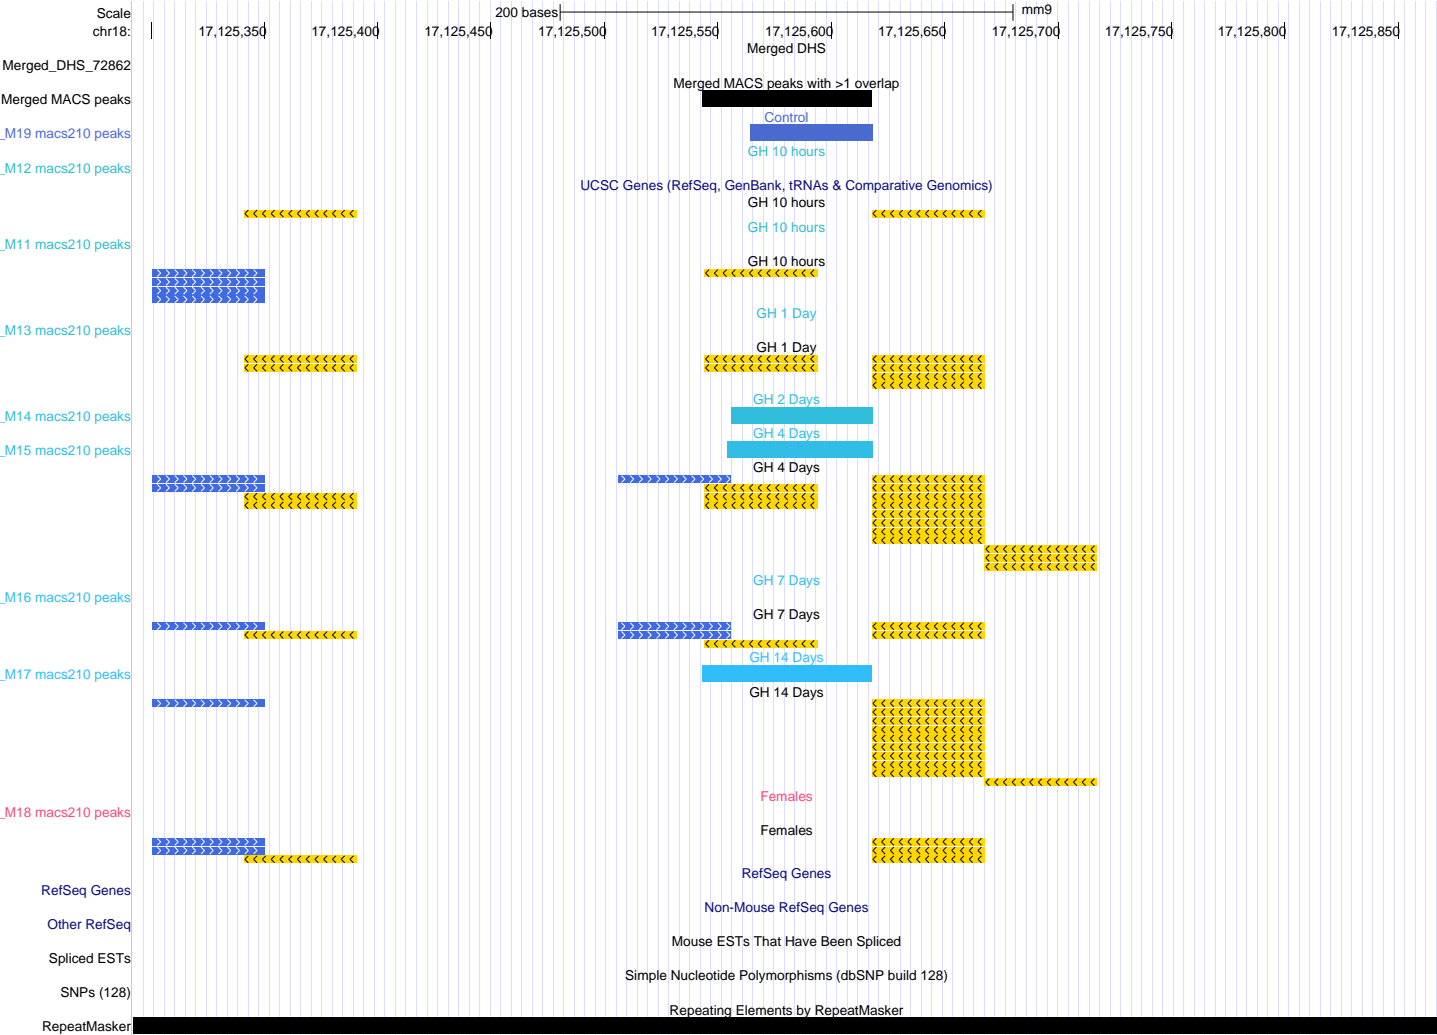 Scale 200 bases mm9
chr18: 17,125,350 17,125,400 17,125,450 17,125,500 17,125,550 17,125,600 17,125,650 17,125,700 17,125,750 17,125,800 17,125,850
Merged DHS
Merged_DHS_72862
Merged MACS peaks with >1 overlap
Merged MACS peaks
Control
_M19 macs210 peaks
GH 10 hours
_M12 macs210 peaks
UCSC Genes (RefSeq, GenBank, tRNAs & Comparative Genomics)
GH 10 hours
GH 10 hours
_M11 macs210 peaks
GH 10 hours
GH 1 Day
_M13 macs210 peaks
GH 1 Day
GH 2 Days
_M14 macs210 peaks
GH 4 Days
_M15 macs210 peaks
GH 4 Days
GH 7 Days
_M16 macs210 peaks
GH 7 Days
GH 14 Days
_M17 macs210 peaks
GH 14 Days
Females
_M18 macs210 peaks
Females
RefSeq Genes
RefSeq Genes
Non-Mouse RefSeq Genes
Other RefSeq
Mouse ESTs That Have Been Spliced
Spliced ESTs
Simple Nucleotide Polymorphisms (dbSNP build 128)
SNPs (128)
Repeating Elements by RepeatMasker
RepeatMasker